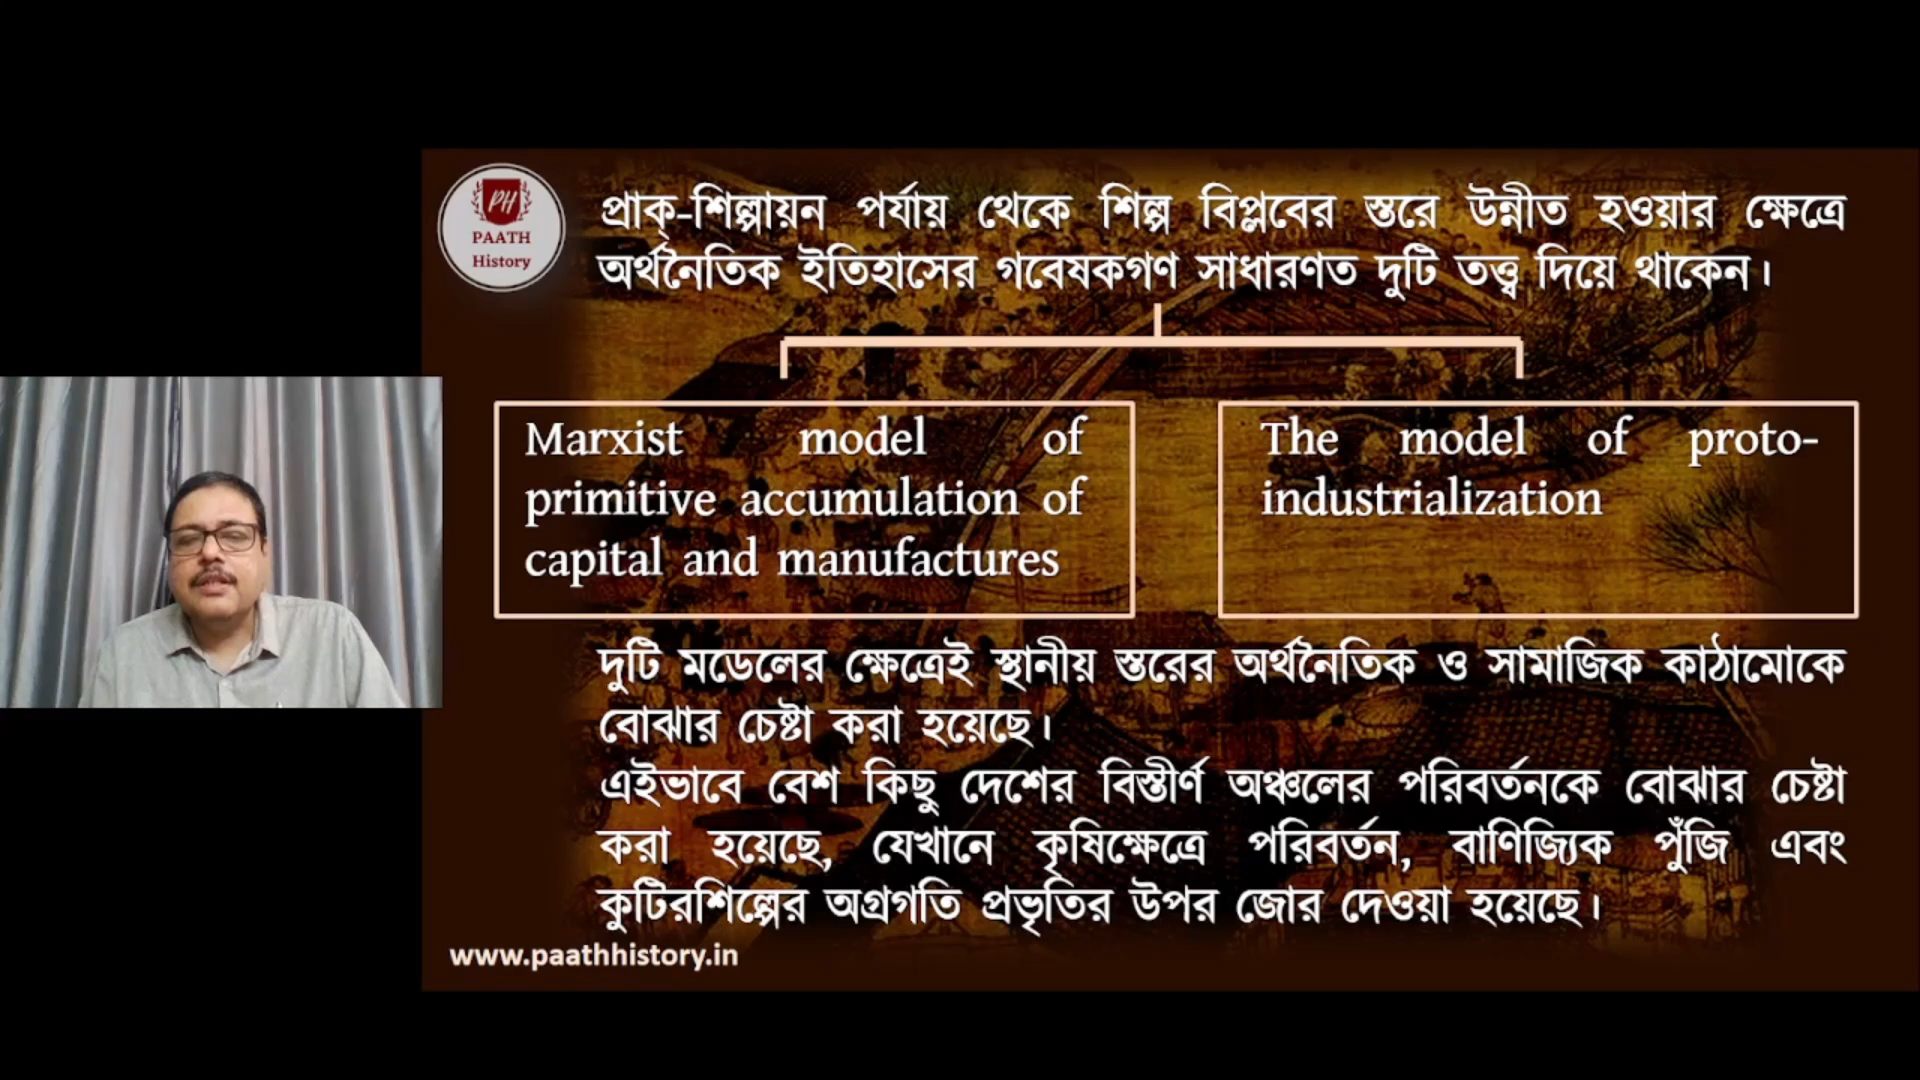 PH
PAATH
History
প্রাক্-শিল্পায়ন পর্যায় থেকে শিল্প বিপ্লবের স্তরে উন্নীত হওয়ার ক্ষেত্রে
অর্থনৈতিক ইতিহাসের গবেষকগণ সাধারণত দুটি তত্ত্ব দিয়ে থাকেন।
Marxist model of
primitive accumulation of
capital and manufactures
The model of proto-
industrialization
দুটি মডেলের ক্ষেত্রেই স্থানীয় স্তরের অর্থনৈতিক ও সামাজিক কাঠামোকে
বোঝার চেষ্টা করা হয়েছে।
এইভাবে বেশ কিছু দেশের বিস্তীর্ণ অঞ্চলের পরিবর্তনকে বোঝার চেষ্টা
করা হয়েছে, যেখানে কৃষিক্ষেত্রে পরিবর্তন, বাণিজ্যিক পুঁজি এবং
কুটিরশিল্পের অগ্রগতি প্রভৃতির উপর জোর দেওয়া হয়েছে।
www.paathhistory.in